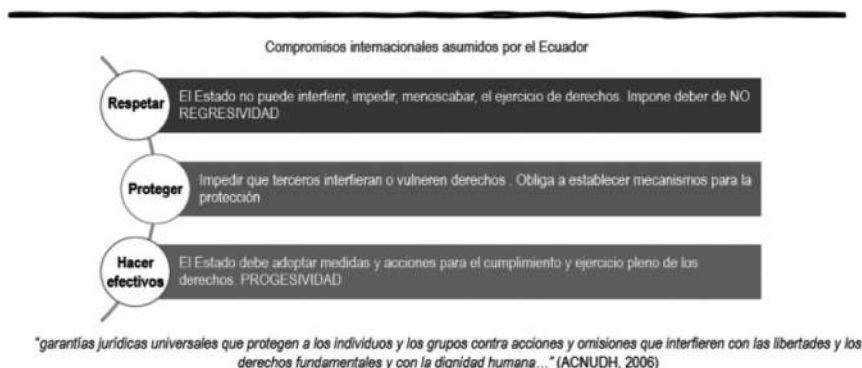 Compromisos internacionales asumidos por el Ecuador
Respetar
El Estado no puede interferir, impedir, menoscabar, el ejercicio de derechos. Impone deber de NO
REGRESIVIDAD
Proteger
Impedir que terceros interfieran o vulneren derechos . Obliga a establecer mecanismos para la
protección
Hacer
efectivos
El Estado debe adoptar medidas y acciones para el cumplimiento y ejercicio pleno de los
derechos. PROGESIVIDAD
"garantías jurídicas universales que protegen a los individuos y los grupos contra acciones y omisiones que interfieren con las libertades y los
derechos fundamentales y con la dignidad humana…" (ACNUDH, 2006)